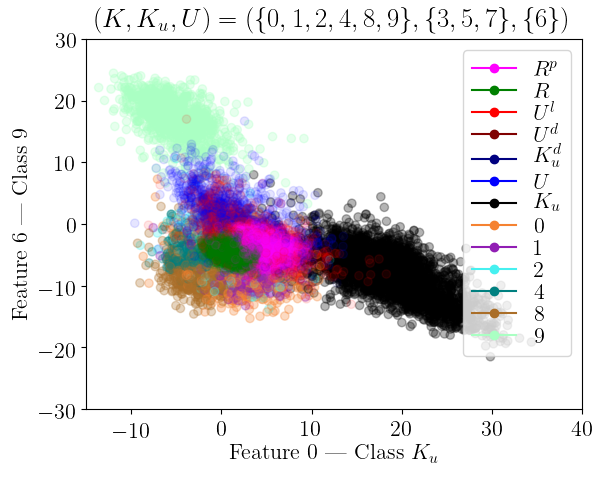 (K, K_u, U) = ({0, 1, 2, 4, 8, 9}, {3, 5, 7}, {6})
Feature 6 — Class 9
30
20
10
0
−10
−20
−30
R^p
R
U^l
U^d
K_u^d
U
K_u
0
1
2
4
8
9
−10
0
10
20
30
40
Feature 0 — Class K_u